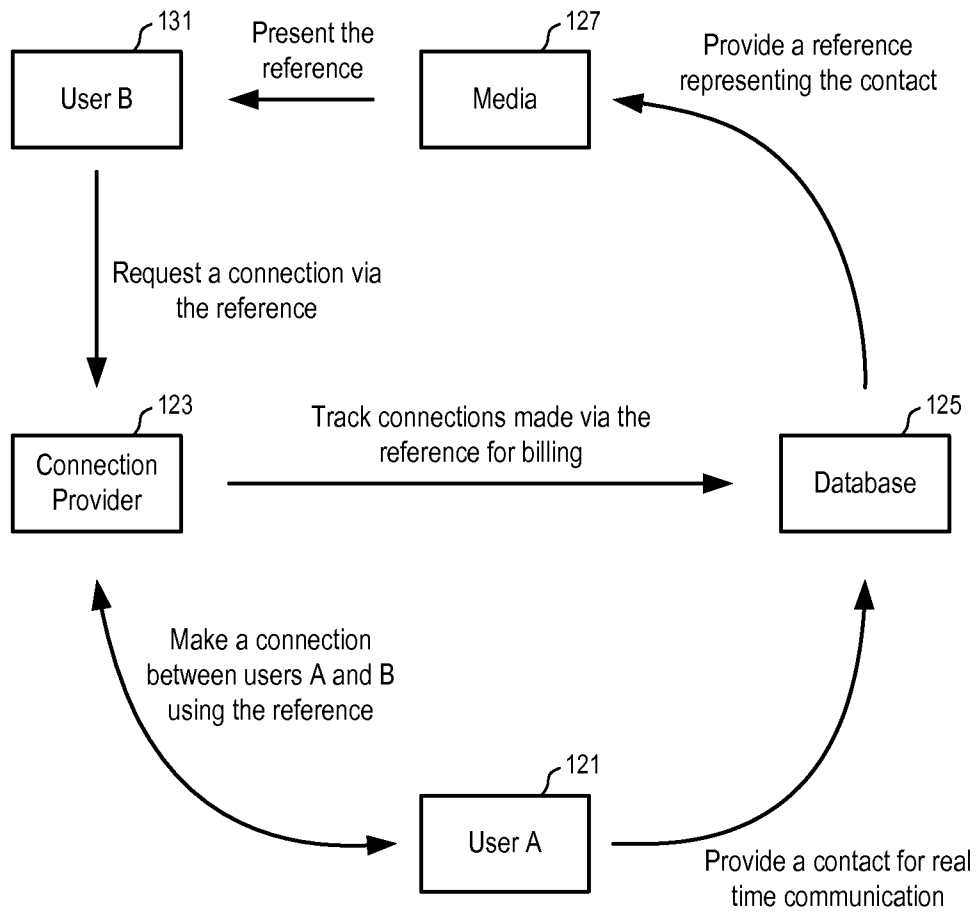 131
User B
Present the
reference
127
Media
Provide a reference
representing the contact
Request a connection via
the reference
123
Connection
Provider
Track connections made via the
reference for billing
125
Database
Make a connection
between users A and B
using the reference
121
User A
Provide a contact for real
time communication